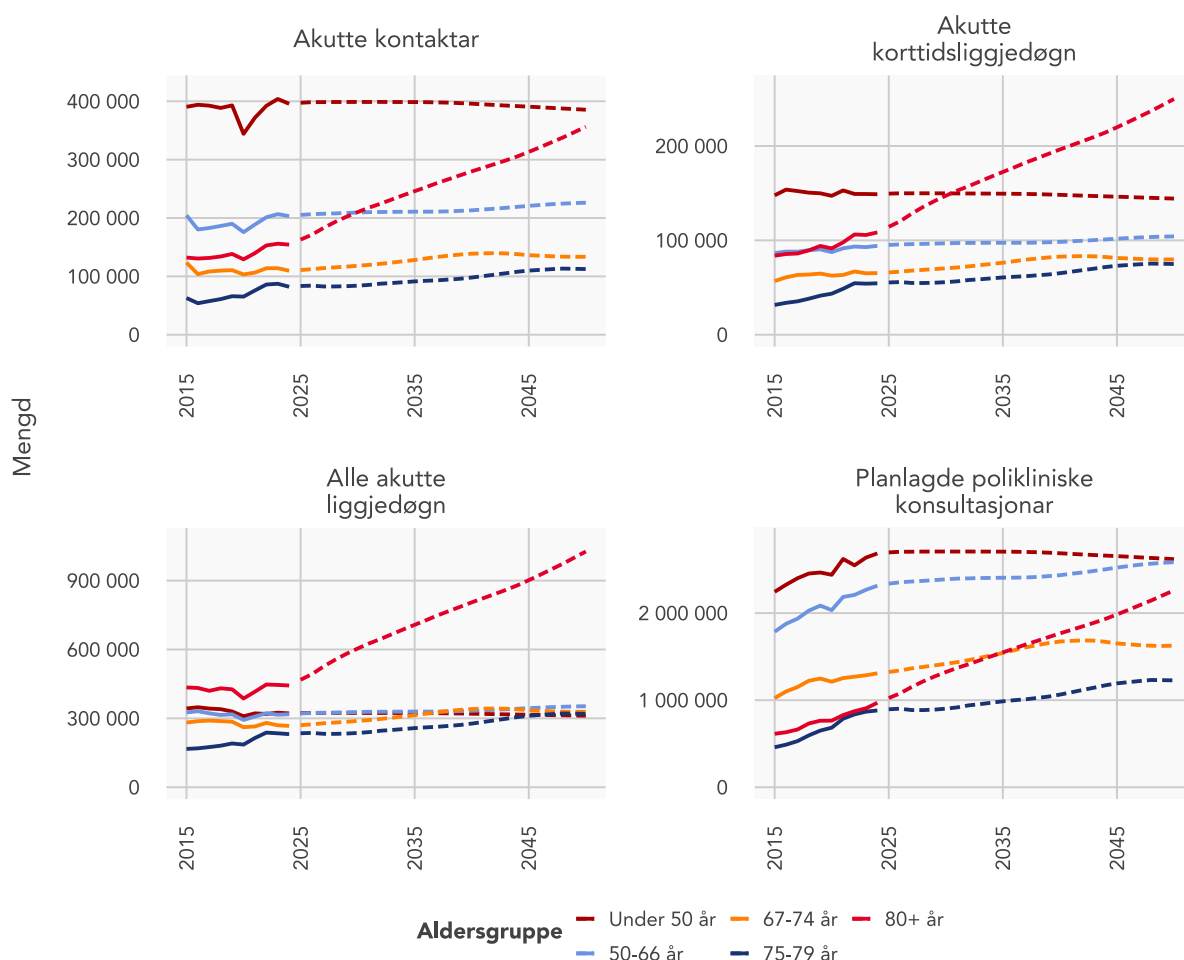 Akutte kontaktar
400 000
300 000
200 000
100 000
0
2015
2025
2035
2045
Akutte
korttidsliggjedøgn
200 000
100 000
0
2015
2025
2035
2045
Mengd
Alle akutte
liggjedøgn
900 000
600 000
300 000
0
2015
2025
2035
2045
Planlagde polikliniske
konsultasjonar
2 000 000
1 000 000
0
2015
2025
2035
2045
Aldersgruppe
Under 50 år
67-74 år
80+ år
50-66 år
75-79 år